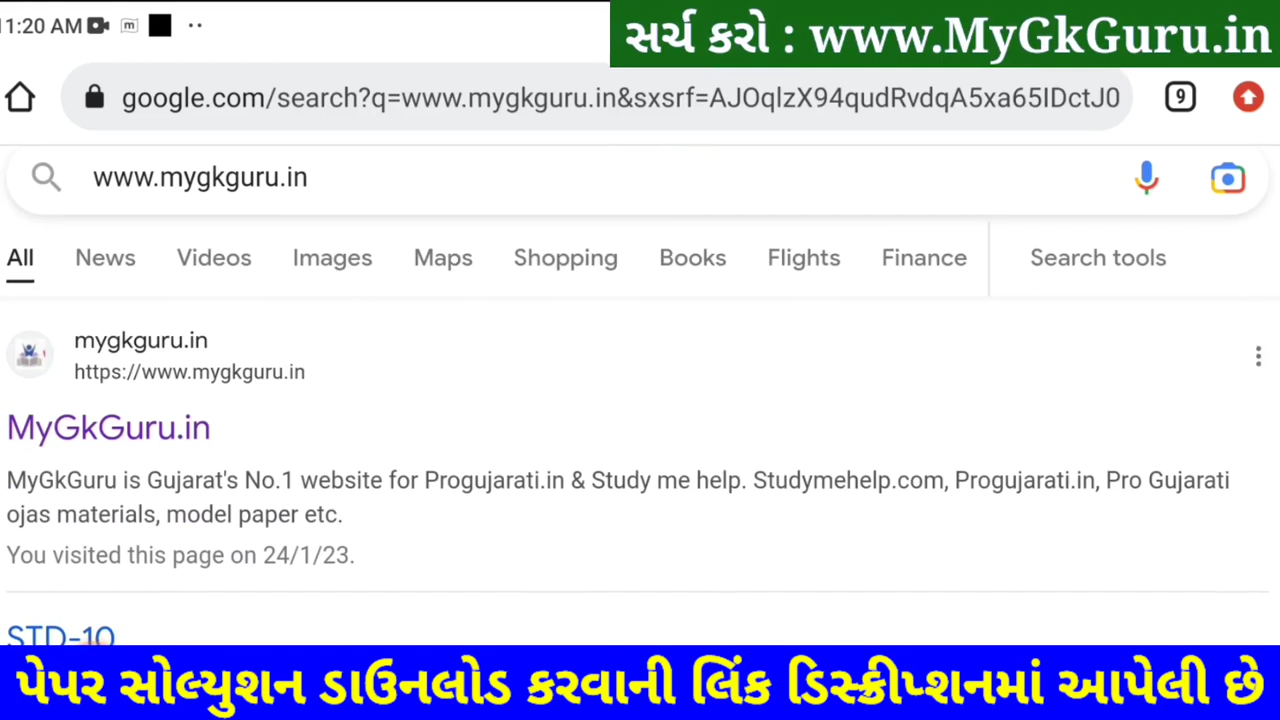 11:20 AM
સર્ચ કરો : www.MyGkGuru.in
google.com/search?q=www.mygkguru.in&sxsrf=AJOqlzX94qudRvdqA5xa65IDctJ0
9
www.mygkguru.in
All News Videos Images Maps Shopping Books Flights Finance Search tools
mygkguru.in
https://www.mygkguru.in
MyGkGuru.in
MyGkGuru is Gujarat's No.1 website for Progujarati.in & Study me help. Studymehelp.com, Progujarati.in, Pro Gujarati
ojas materials, model paper etc.
You visited this page on 24/1/23.
STD-10
પેપર સોલ્યુશન ડાઉનલોડ કરવાની લિંક ડિસ્ક્રીપ્શનમાં આપેલી છે